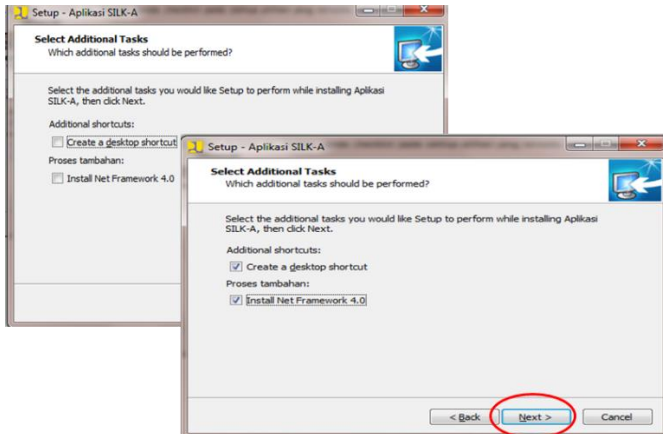 Setup - Aplikasi SILK-A
Select Additional Tasks
Which additional tasks should be performed?
Select the additional tasks you would like Setup to perform while installing Aplikasi
SILK-A, then click Next.
Additional shortcuts:
Create a desktop shortcut
Proses tambahan:
Install Net Framework 4.0
Setup - Aplikasi SILK-A
Select Additional Tasks
Which additional tasks should be performed?
Select the additional tasks you would like Setup to perform while installing Aplikasi
SILK-A, then click Next.
Additional shortcuts:
Create a desktop shortcut
Proses tambahan:
Install Net Framework 4.0
< Back
Next >
Cancel